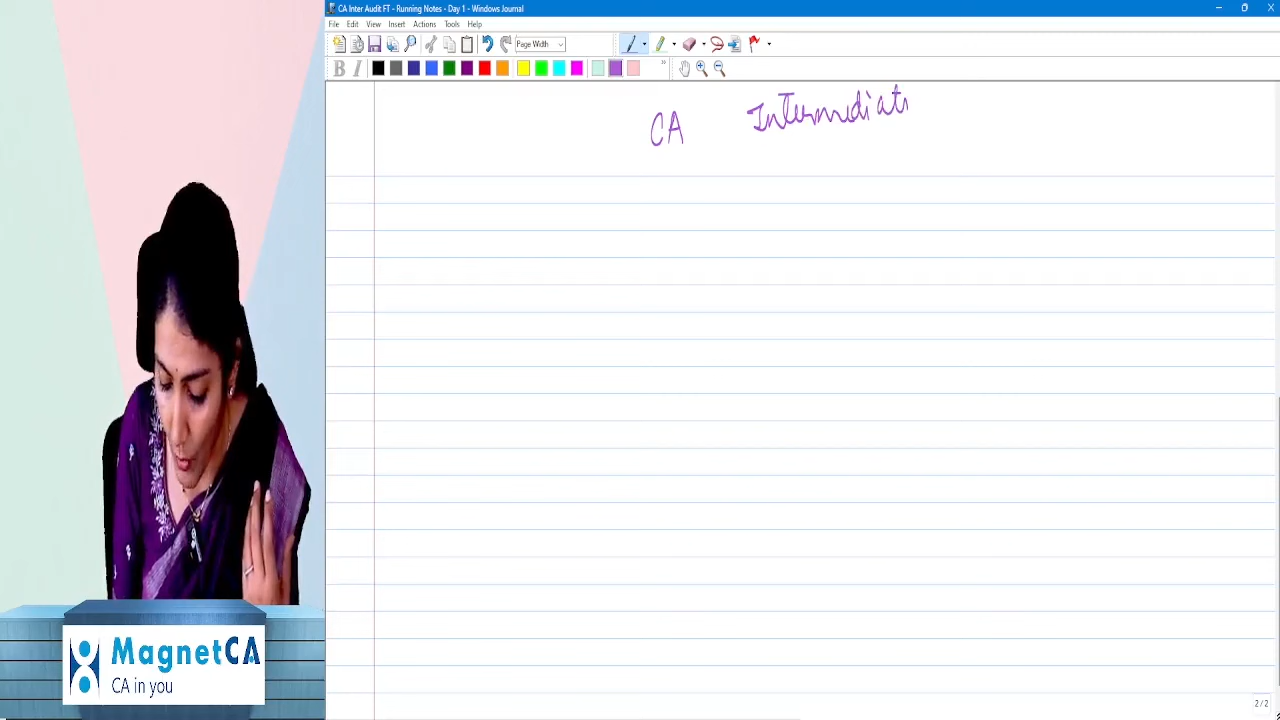 CA Inter Audit FT - Running Notes - Day 1 - Windows Journal
File Edit View Insert Actions Tools Help
Page Width
B I
CA Intermediat
2/2
MagnetCA
CA in you